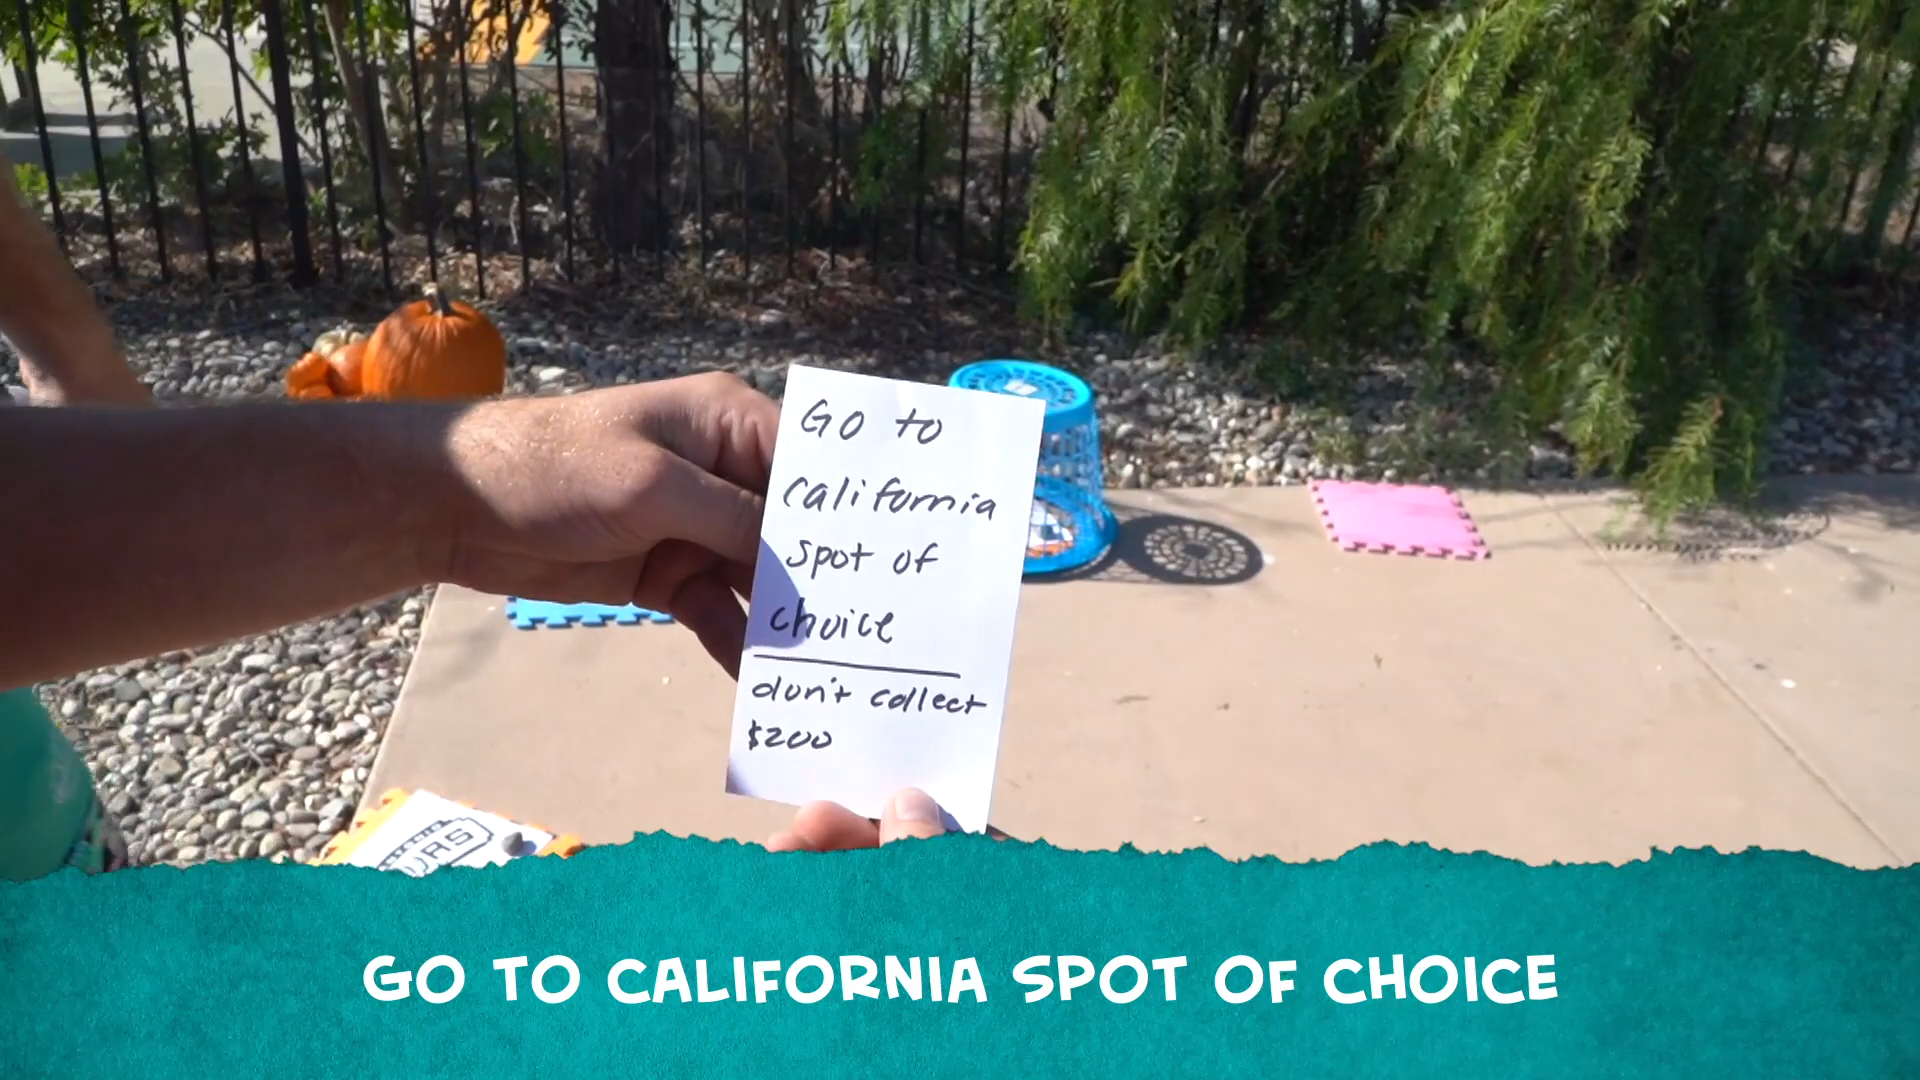 Go to
California
spot of
choice
don't collect
$200
GO TO CALIFORNIA SPOT OF CHOICE